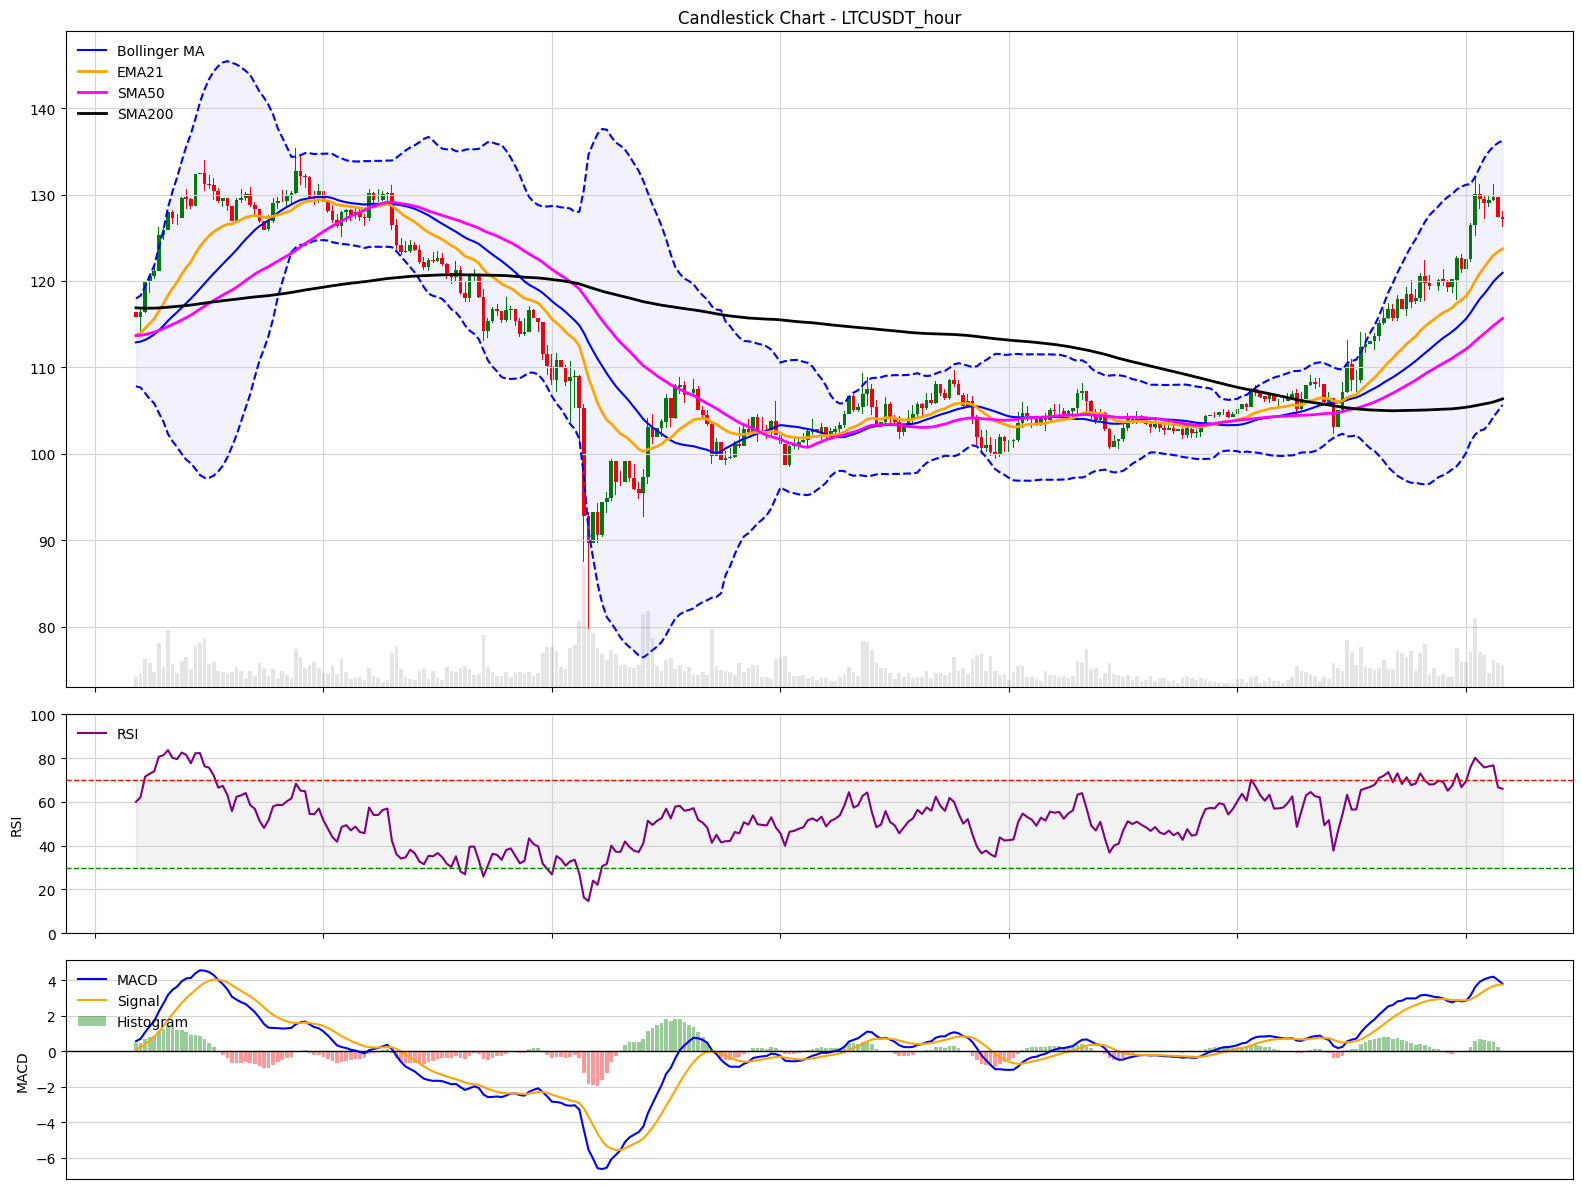 Candlestick Chart - LTCUSDT_hour
Bollinger MA
EMA21
SMA50
SMA200
140
130
120
110
100
90
80
RSI
100
80
60
40
20
0
RSI
MACD
Signal
Histogram
4
2
0
−2
−4
−6
MACD